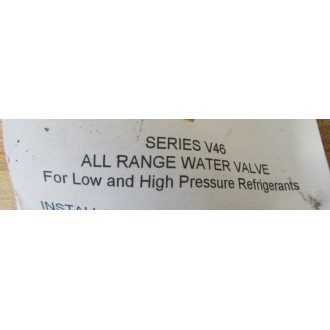 SERIES V46
ALL RANGE WATER VALVE
For Low and High Pressure Refrigerants